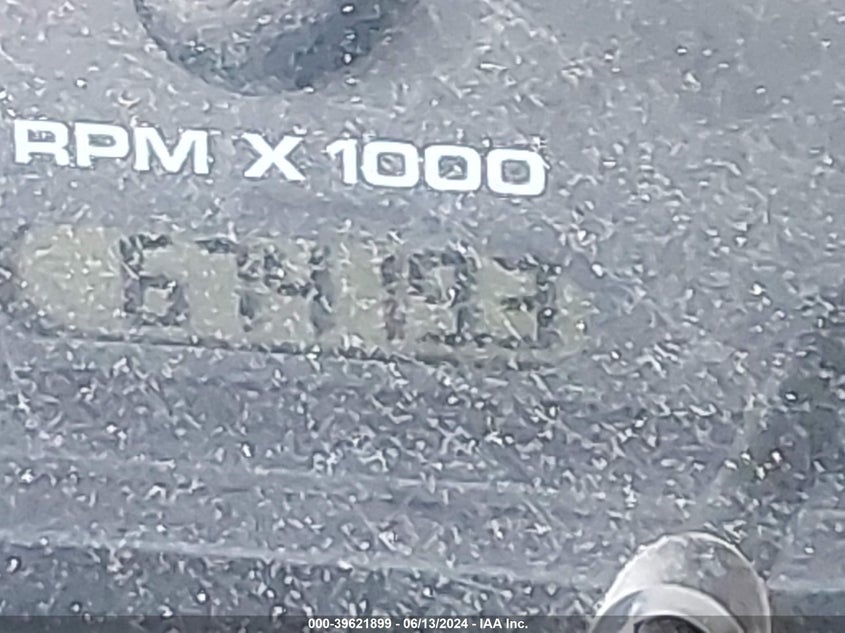 RPM X 1000
000-39621899 - 06/13/2024 - IAA Inc.